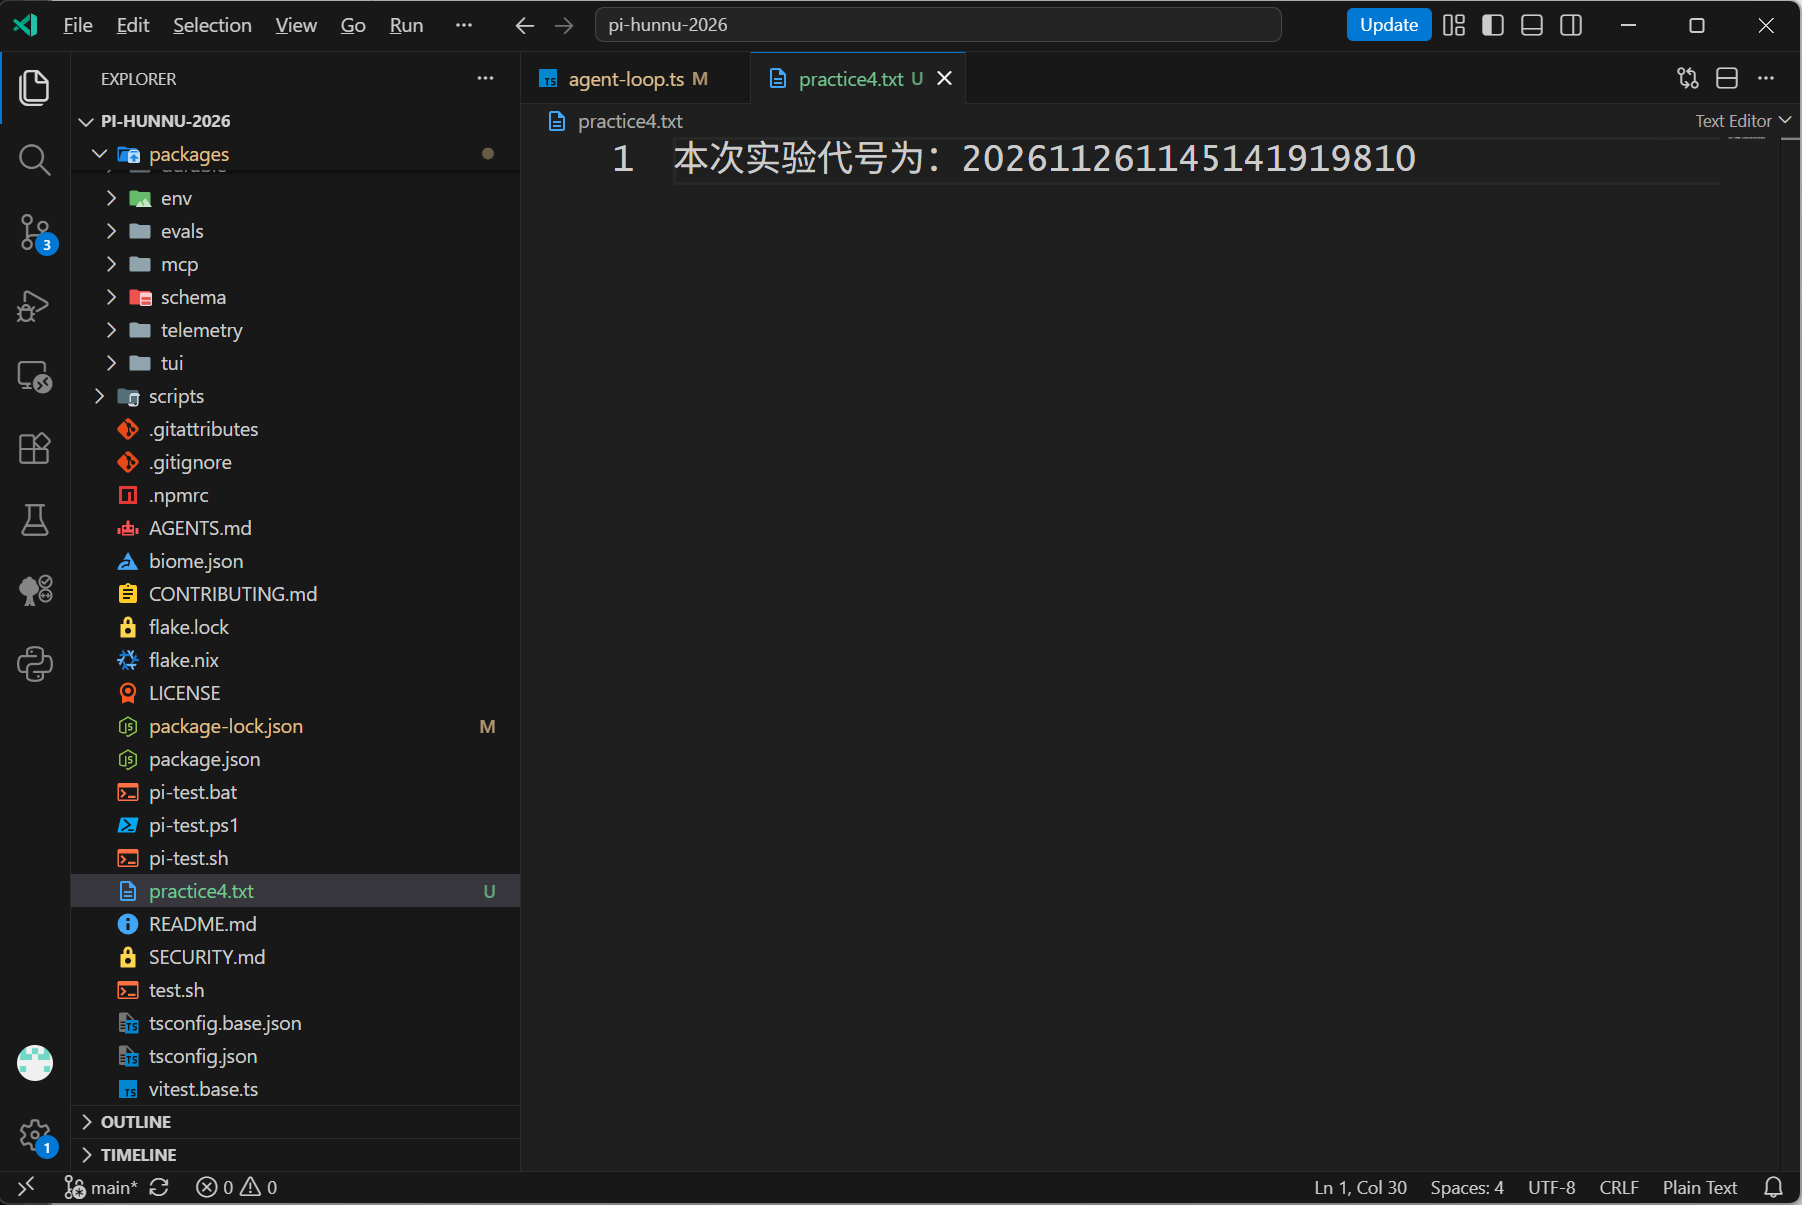 File Edit Selection View Go Run ··· pi-hunnu-2026 Update
EXPLORER ···
PI-HUNNU-2026
packages
env
evals
mcp
schema
telemetry
tui
scripts
.gitattributes
.gitignore
.npmrc
AGENTS.md
biome.json
CONTRIBUTING.md
flake.lock
flake.nix
LICENSE
package-lock.json M
package.json
pi-test.bat
pi-test.ps1
pi-test.sh
practice4.txt U
README.md
SECURITY.md
test.sh
tsconfig.base.json
tsconfig.json
vitest.base.ts
OUTLINE
TIMELINE
3
1
agent-loop.ts M practice4.txt U
practice4.txt Text Editor
1 本次实验代号为：202611261145141919810
main* 0 0 Ln 1, Col 30 Spaces: 4 UTF-8 CRLF Plain Text